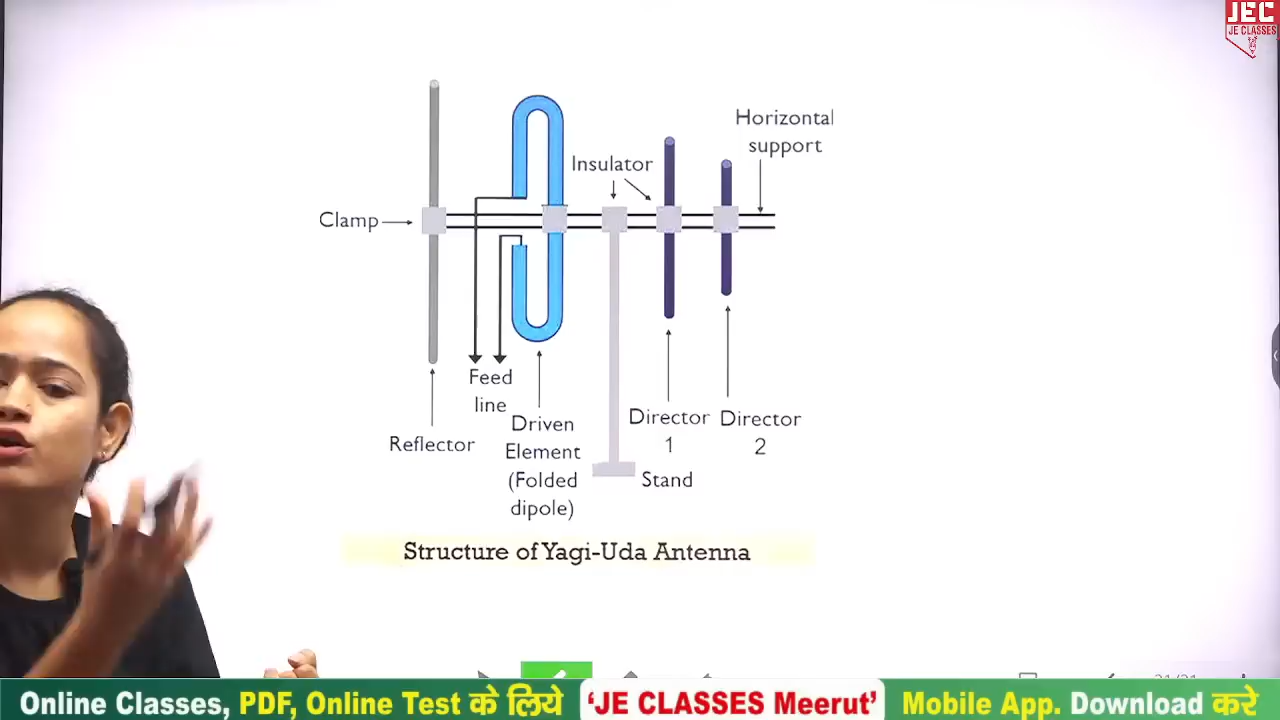 JEC
JE CLASSES
Horizontal
support
Insulator
Clamp
Feed
line
Reflector
Driven
Element
(Folded
dipole)
Director
1
Director
2
Stand
Structure of Yagi-Uda Antenna
Online Classes, PDF, Online Test के लिये 'JE CLASSES Meerut' Mobile App. Download करे